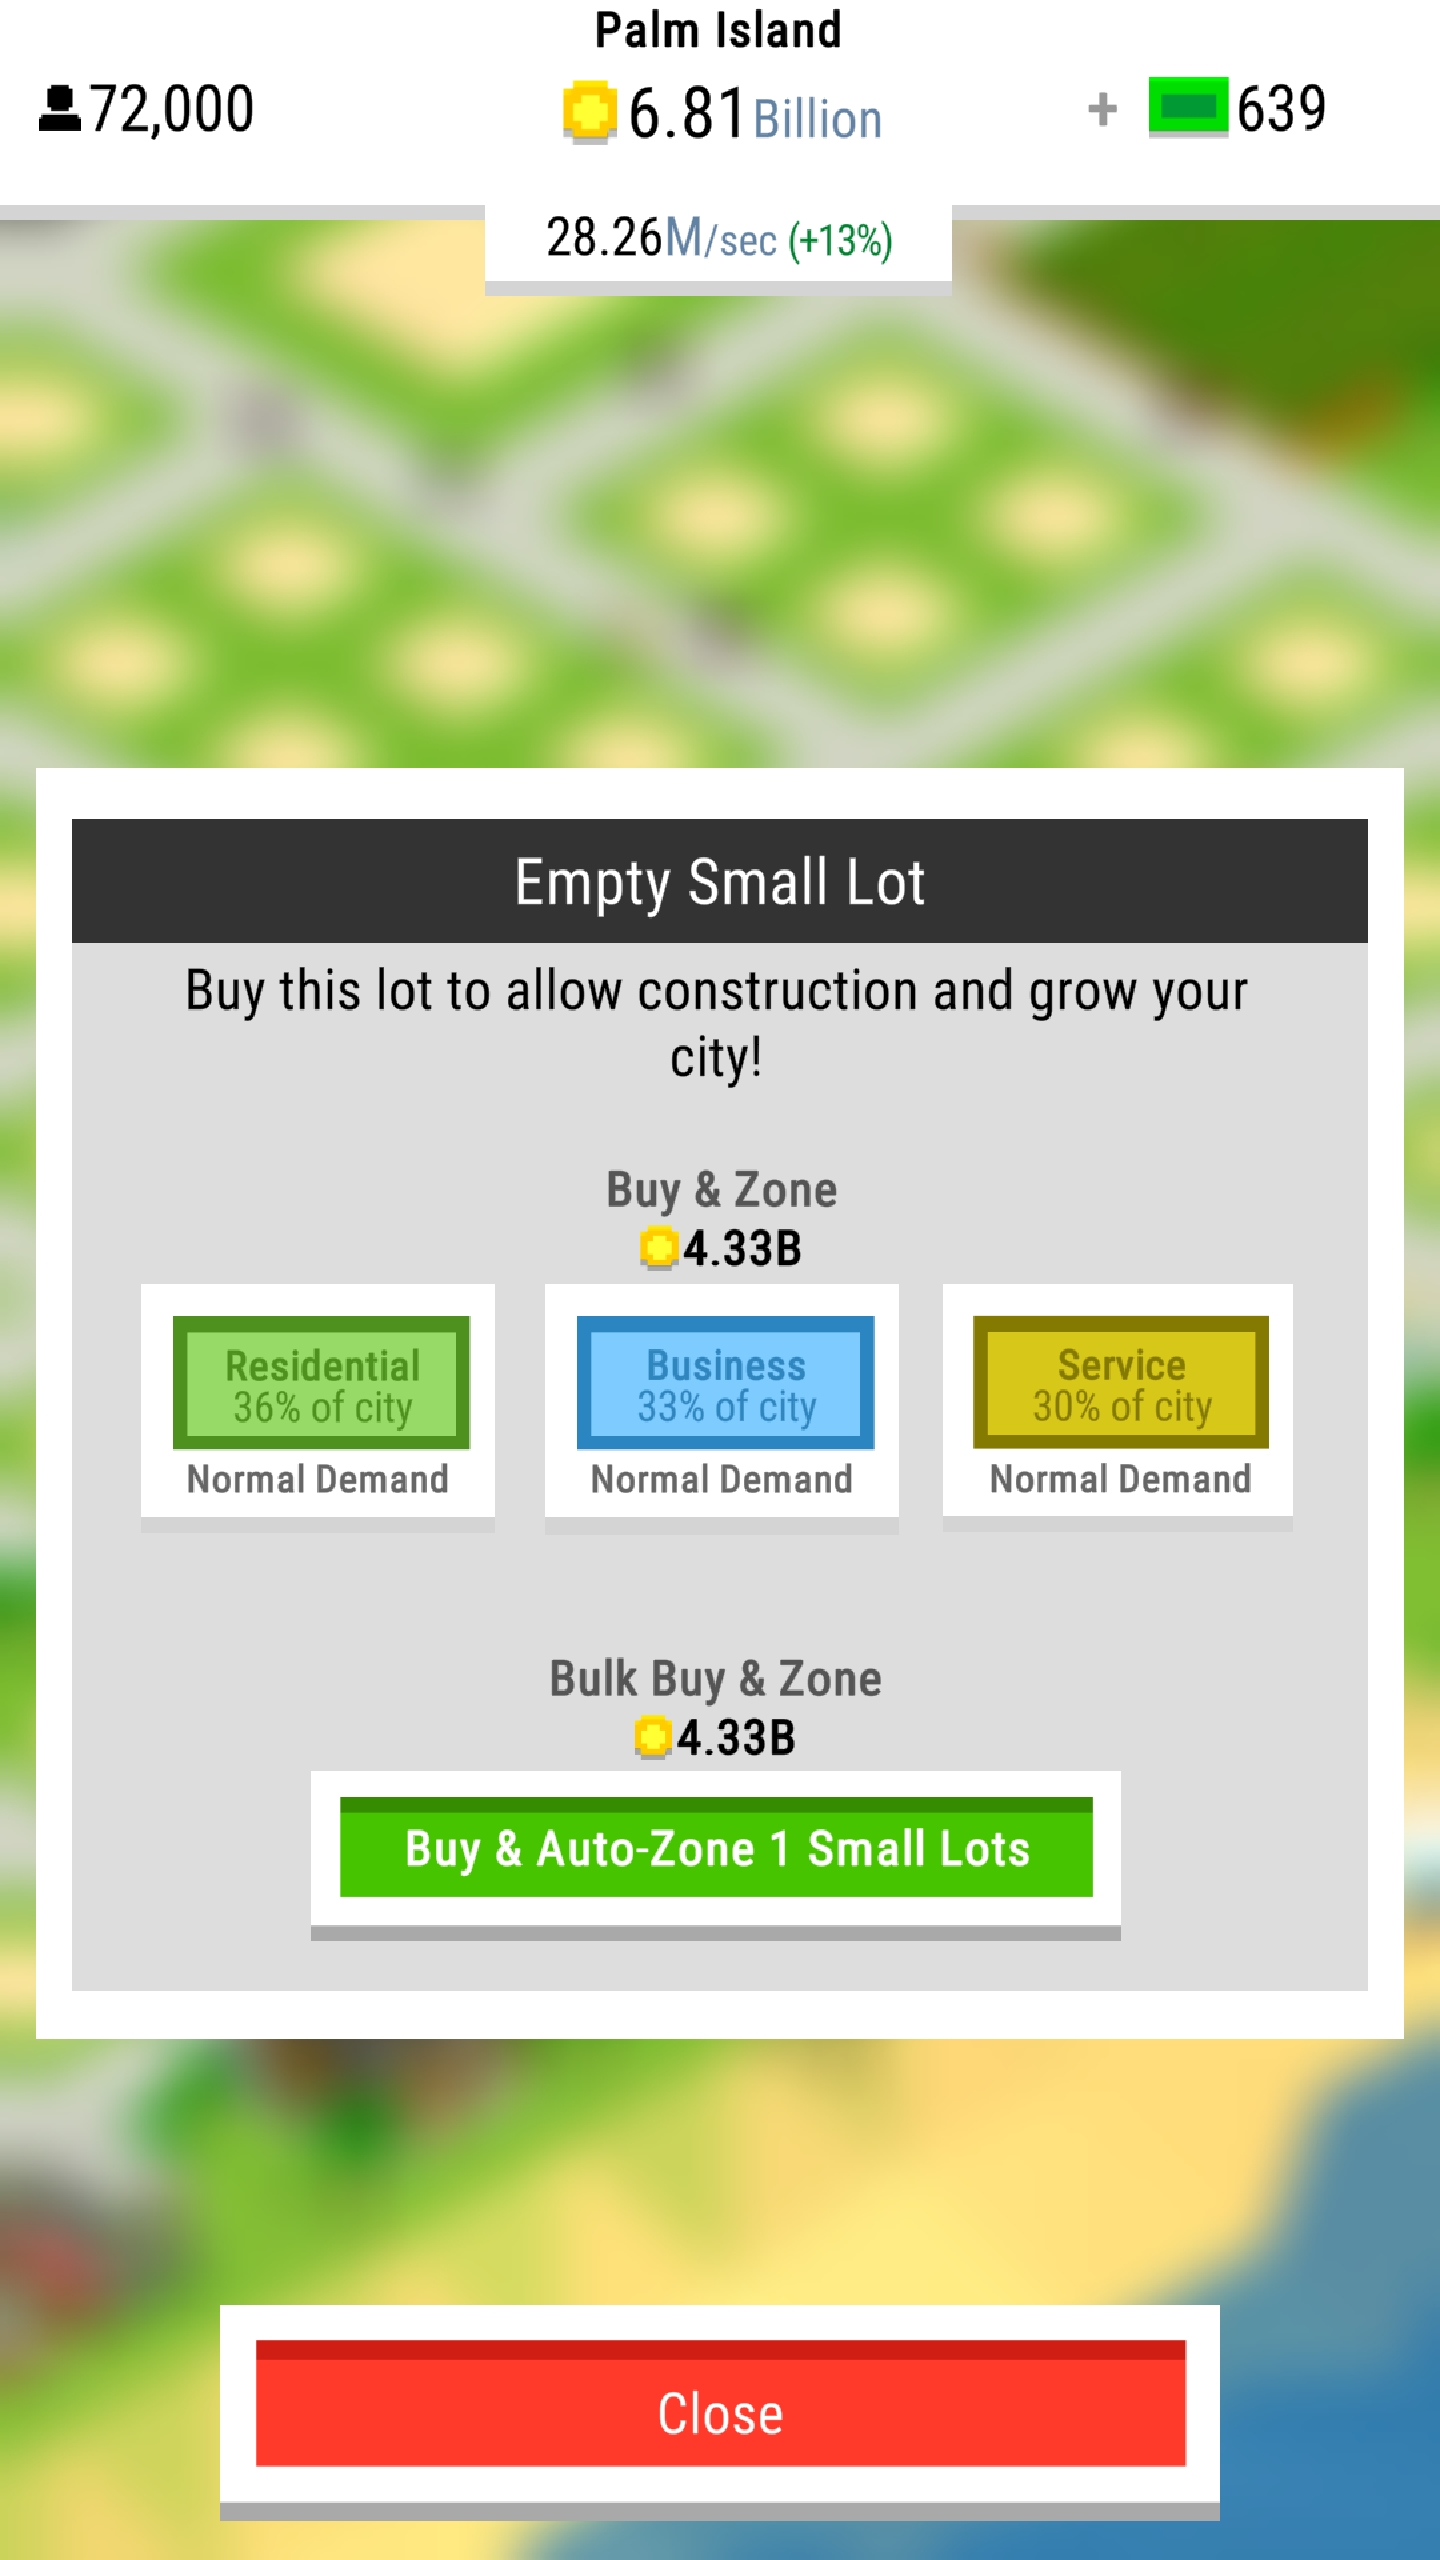 Palm Island
72,000
6.81 Billion
+ 639
28.26M/sec (+13%)
Empty Small Lot
Buy this lot to allow construction and grow your
city!
Buy & Zone
4.33B
Residential
36% of city
Normal Demand
Business
33% of city
Normal Demand
Service
30% of city
Normal Demand
Bulk Buy & Zone
4.33B
Buy & Auto-Zone 1 Small Lots
Close